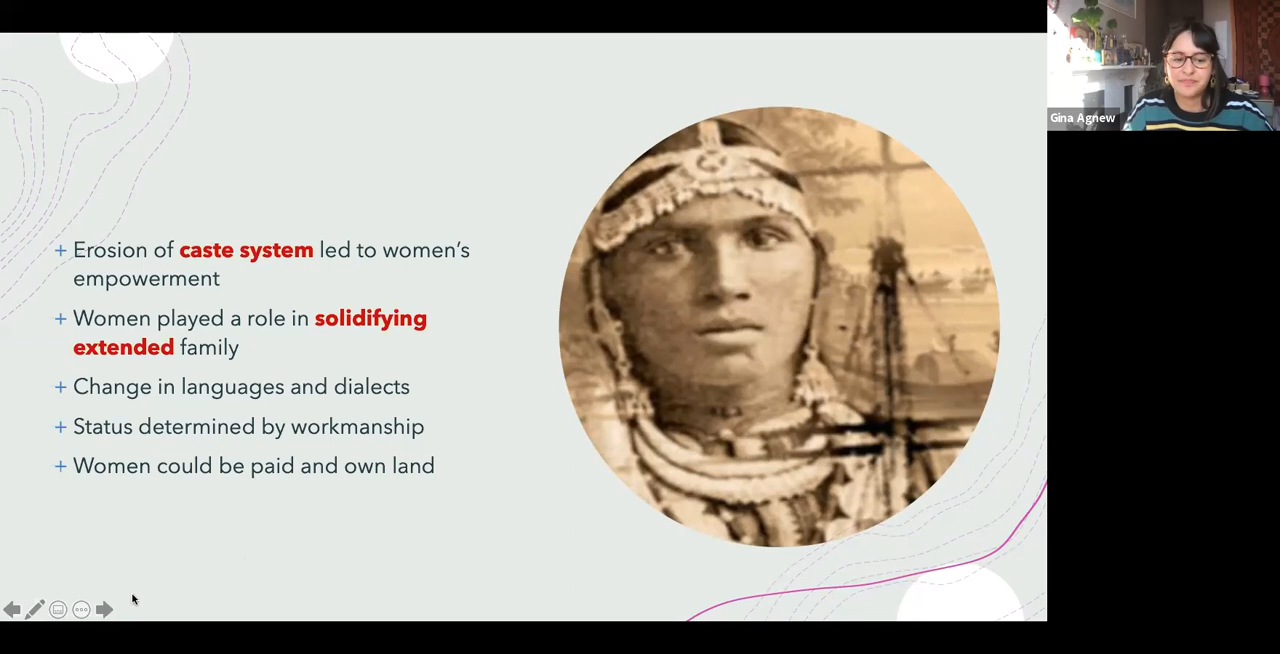 + Erosion of caste system led to women’s
empowerment
+ Women played a role in solidifying
extended family
+ Change in languages and dialects
+ Status determined by workmanship
+ Women could be paid and own land
Gina Agnew